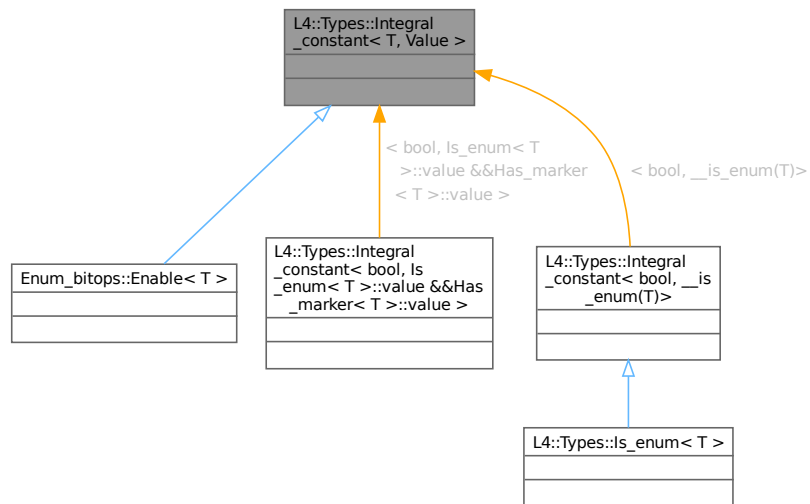 L4::Types::Integral
_constant< T, Value >
< bool, Is_enum< T
>::value &&Has_marker
< T >::value >
< bool, __is_enum(T)>
Enum_bitops::Enable< T >
L4::Types::Integral
_constant< bool, Is
_enum< T >::value &&Has
_marker< T >::value >
L4::Types::Integral
_constant< bool, __is
_enum(T)>
L4::Types::Is_enum< T >